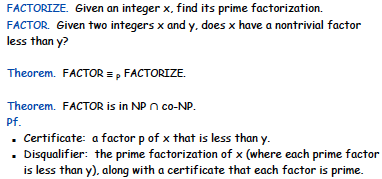 FACTORIZE. Given an integer x, find its prime factorization.
FACTOR. Given two integers x and y, does x have a nontrivial factor
less than y?
Theorem. FACTOR ≡ P FACTORIZE.
Theorem. FACTOR is in NP ∩ co-NP.
Pf.
▪ Certificate: a factor p of x that is less than y.
▪ Disqualifier: the prime factorization of x (where each prime factor
is less than y), along with a certificate that each factor is prime.